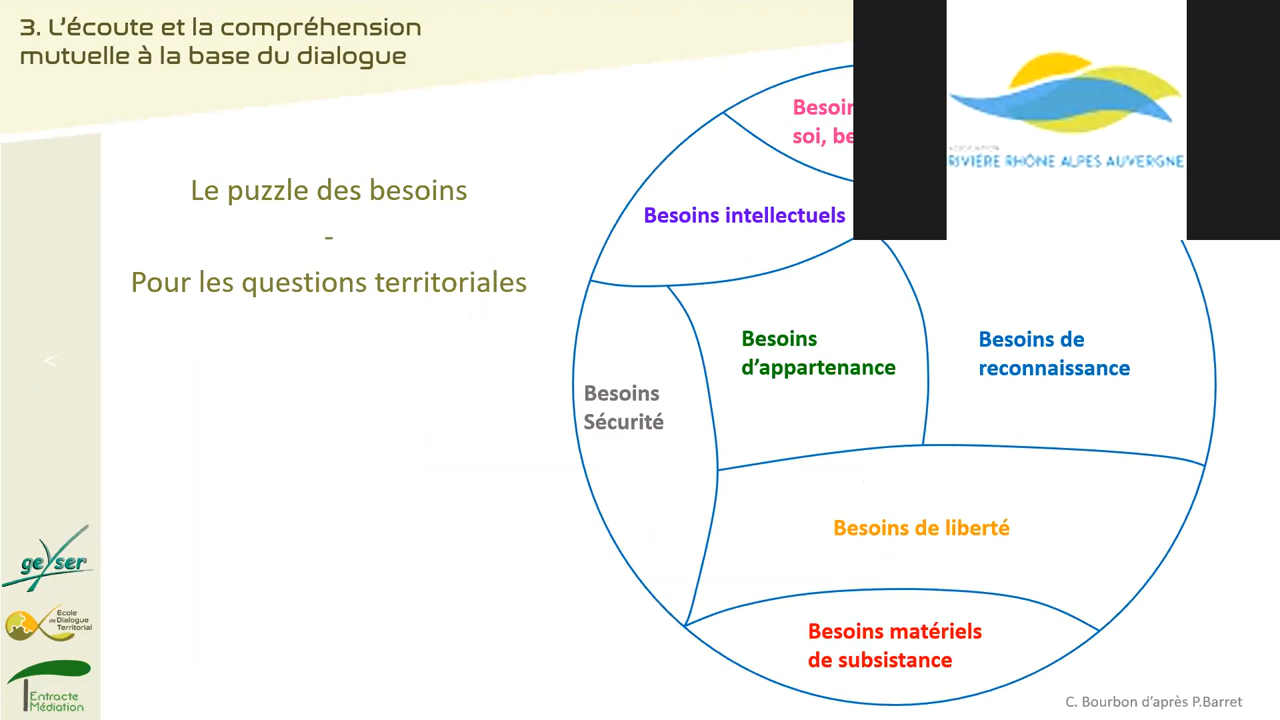 3. L'écoute et la compréhension
mutuelle à la base du dialogue
Le puzzle des besoins
-
Pour les questions territoriales
soi,
Besoins intellectuels
Besoins
d'appartenance
Besoins de
reconnaissance
Besoins
Sécurité
Besoins de liberté
Besoins matériels
de subsistance
ASSOCIATION
RIVIÈRE RHÔNE ALPES AUVERGNE
geyser
Ecole
de Dialogue
Territorial
Entracte
Médiation
<
C. Bourbon d'après P.Barret